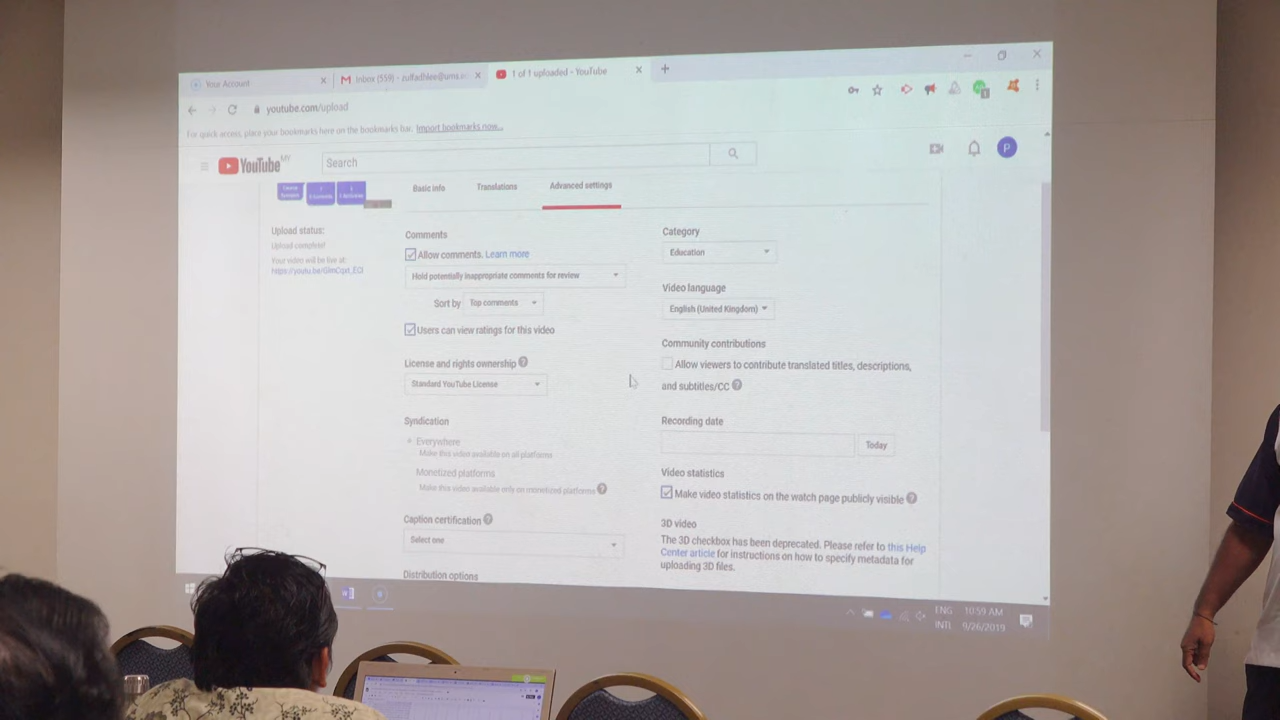 Your Account
Inbox (559) - zulfadhlee@ums.e
1 of 1 uploaded - YouTube
youtube.com/upload
For quick access, place your bookmarks here on the bookmarks bar. Import bookmarks now...
YouTube MY
Search
P
Basic info
Translations
Advanced settings
Upload status:
Upload complete!
Your video will be live at:
Comments
Allow comments. Learn more
Hold potentially inappropriate comments for review
Sort by Top comments
Users can view ratings for this video
License and rights ownership
Standard YouTube License
Syndication
Everywhere
Make this video available on all platforms
Monetized platforms
Make this video available only on monetized platforms
Caption certification
Select one
Distribution options
Category
Education
Video language
English (United Kingdom)
Community contributions
Allow viewers to contribute translated titles, descriptions,
and subtitles/CC
Recording date
Today
Video statistics
Make video statistics on the watch page publicly visible
3D video
The 3D checkbox has been deprecated. Please refer to this Help
Center article for instructions on how to specify metadata for
uploading 3D files.
ENG
INTL
10:59 AM
9/26/2019